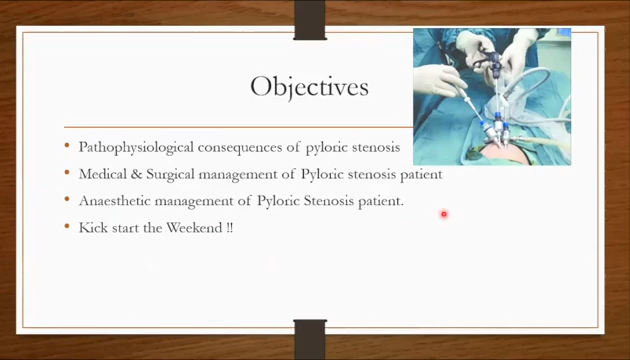 Objectives
Pathophysiological consequences of pyloric stenosis
Medical & Surgical management of Pyloric stenosis patient
Anaesthetic management of Pyloric Stenosis patient.
Kick start the Weekend !!